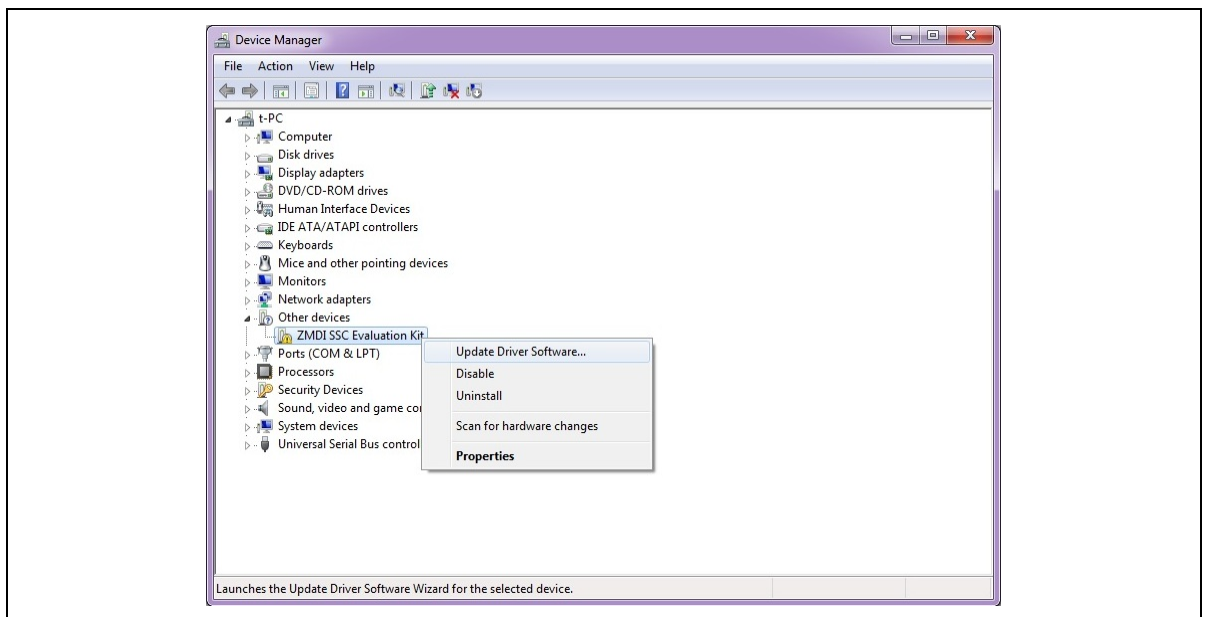 Device Manager
File Action View Help
t-PC
Computer
Disk drives
Display adapters
DVD/CD-ROM drives
Human Interface Devices
IDE ATA/ATAPI controllers
Keyboards
Mice and other pointing devices
Monitors
Network adapters
Other devices
ZMDI SSC Evaluation Kit
Update Driver Software...
Ports (COM & LPT)
Disable
Processors
Uninstall
Security Devices
Sound, video and game co
Scan for hardware changes
System devices
Universal Serial Bus control
Properties
Launches the Update Driver Software Wizard for the selected device.